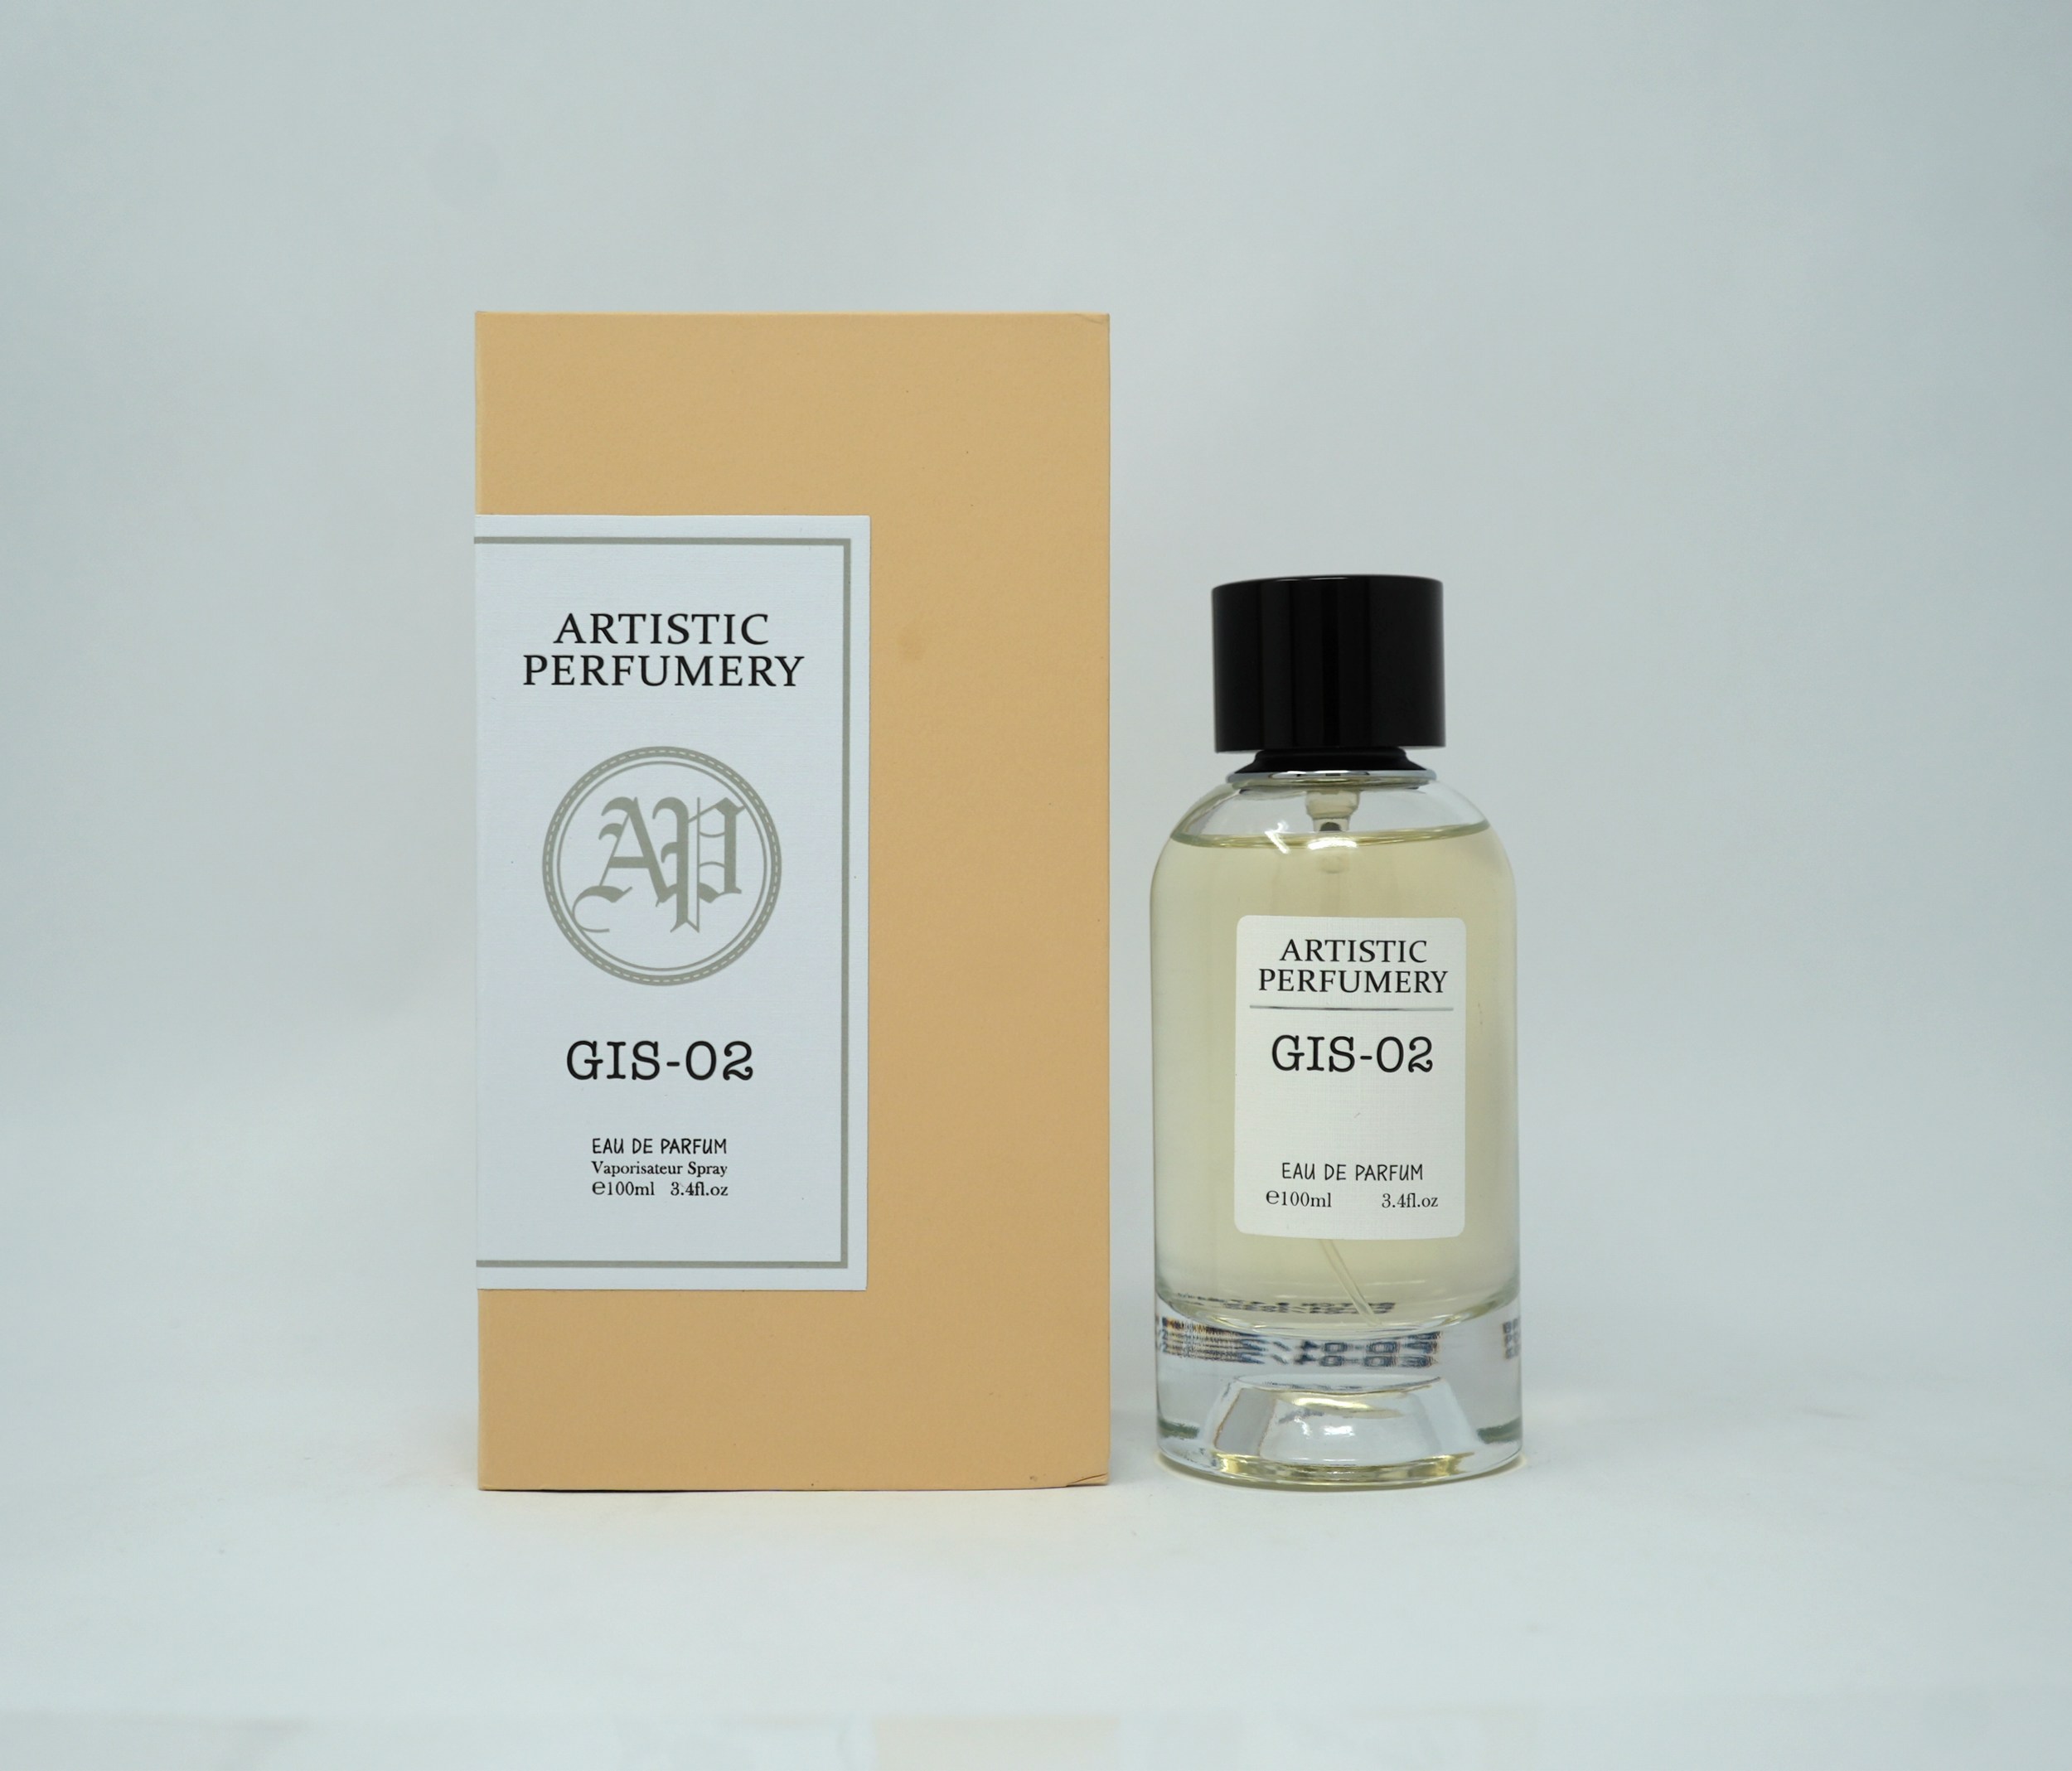 ARTISTIC
PERFUMERY
AP
GIS-02
EAU DE PARFUM
Vaporisateur Spray
℮100ml 3.4fl.oz
ARTISTIC
PERFUMERY
GIS-02
EAU DE PARFUM
℮100ml 3.4fl.oz